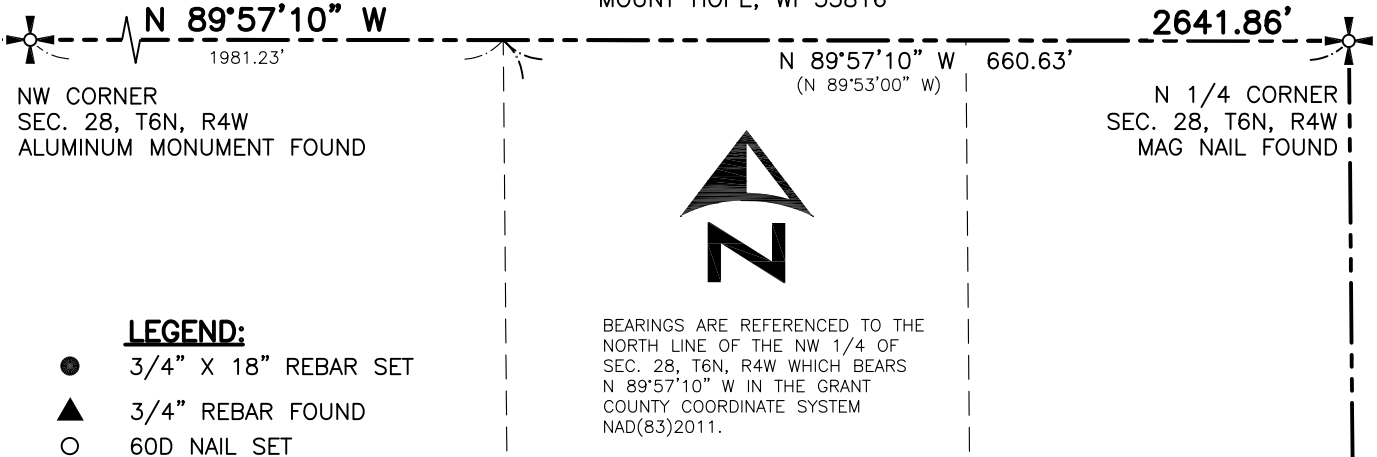 MOUNT HOPE, WI 53816
N 89°57'10" W
2641.86'
1981.23'
N 89°57'10" W 660.63'
(N 89°53'00" W)
NW CORNER
SEC. 28, T6N, R4W
ALUMINUM MONUMENT FOUND
N 1/4 CORNER
SEC. 28, T6N, R4W
MAG NAIL FOUND
N
BEARINGS ARE REFERENCED TO THE
NORTH LINE OF THE NW 1/4 OF
SEC. 28, T6N, R4W WHICH BEARS
N 89°57'10" W IN THE GRANT
COUNTY COORDINATE SYSTEM
NAD(83)2011.
LEGEND:
3/4" X 18" REBAR SET
3/4" REBAR FOUND
60D NAIL SET